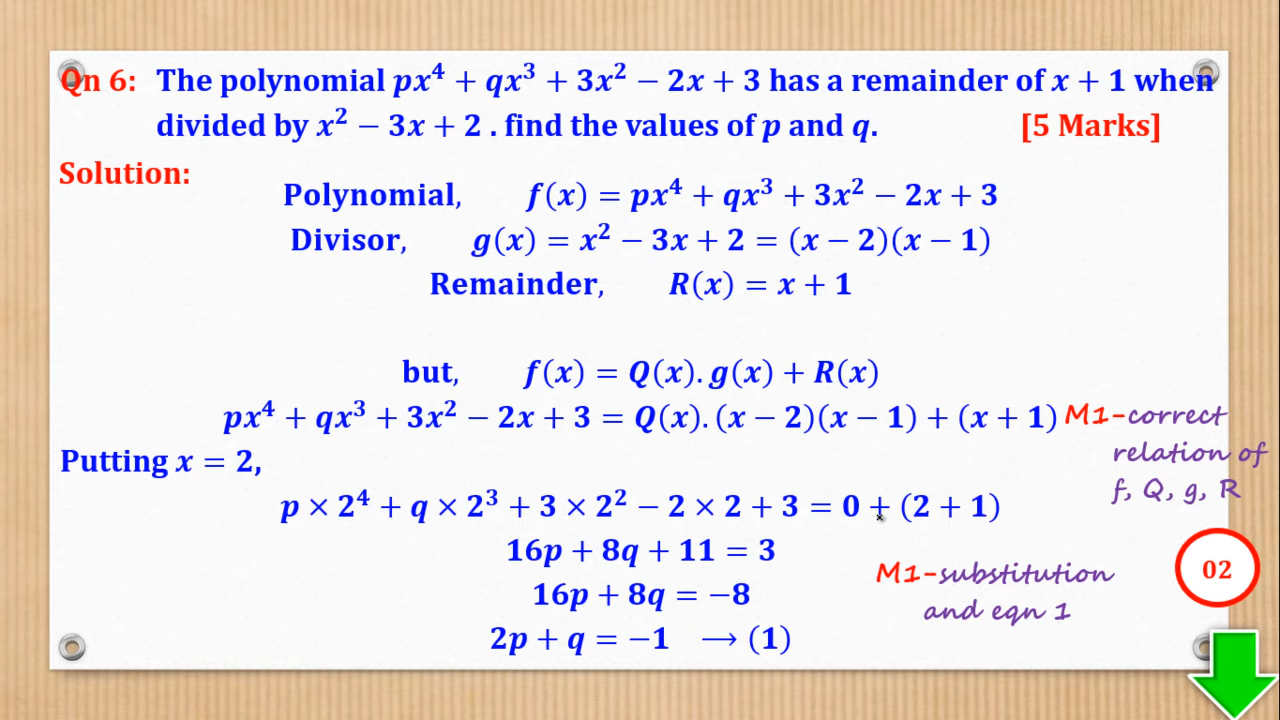 Qn 6: The polynomial px⁴ + qx³ + 3x² − 2x + 3 has a remainder of x + 1 when
divided by x² − 3x + 2 . find the values of p and q. [5 Marks]
Solution:
Polynomial, f(x) = px⁴ + qx³ + 3x² − 2x + 3
Divisor, g(x) = x² − 3x + 2 = (x − 2)(x − 1)
Remainder, R(x) = x + 1
but, f(x) = Q(x). g(x) + R(x)
px⁴ + qx³ + 3x² − 2x + 3 = Q(x). (x − 2)(x − 1) + (x + 1) M1-correct
relation of
Putting x = 2,
f, Q, g, R
p × 2⁴ + q × 2³ + 3 × 2² − 2 × 2 + 3 = 0 + (2 + 1)
16p + 8q + 11 = 3
M1-substitution
02
16p + 8q = −8
and eqn 1
2p + q = −1 → (1)